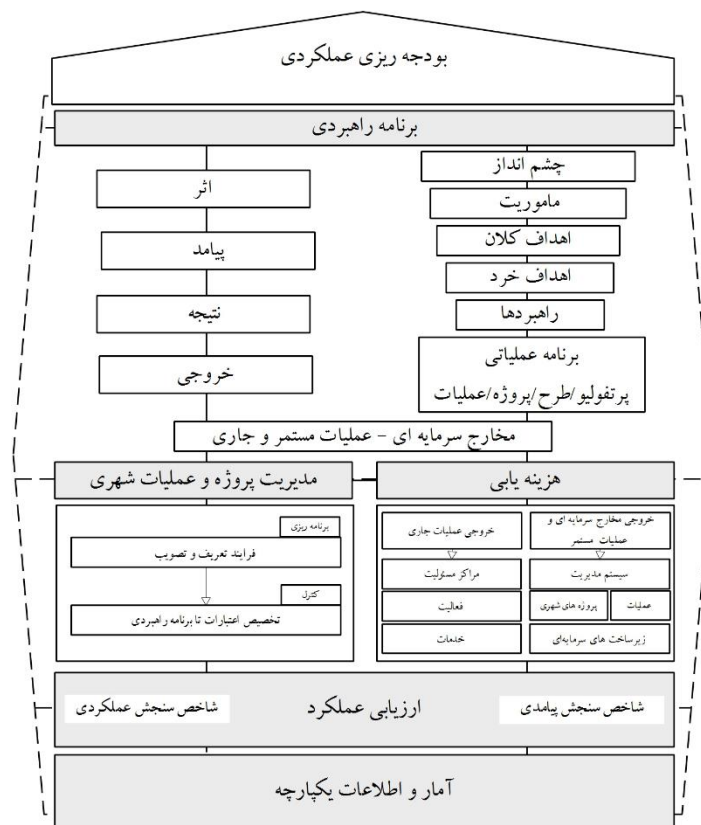 بودجه ریزی عملکردی
برنامه راهبردی
چشم انداز
ماموریت
اهداف کلان
اهداف خرد
راهبردها
برنامه عملیاتی
پرتفولیو/طرح/پروژه/عملیات
اثر
پیامد
نتیجه
خروجی
مخارج سرمایه ای - عملیات مستمر و جاری
هزینه یابی
خروجی مخارج سرمایه ای و
عملیات مستمر
سیستم مدیریت
عملیات
پروژه های شهری
زیرساخت های سرمایه‌ای
خروجی عملیات جاری
مراکز مسئولیت
فعالیت
خدمات
مدیریت پروژه و عملیات شهری
برنامه ریزی
فرایند تعریف و تصویب
کنترل
تخصیص اعتبارات تا برنامه راهبردی
شاخص سنجش پیامدی
ارزیابی عملکرد
شاخص سنجش عملکردی
آمار و اطلاعات یکپارچه